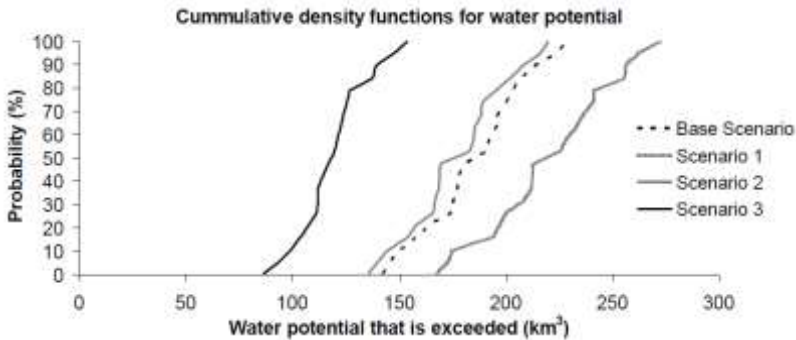 Cummulative density functions for water potential
100
90
80
70
60
50
40
30
20
10
0
Probability (%)
0 50 100 150 200 250 300
Water potential that is exceeded (km³)
Base Scenario
Scenario 1
Scenario 2
Scenario 3